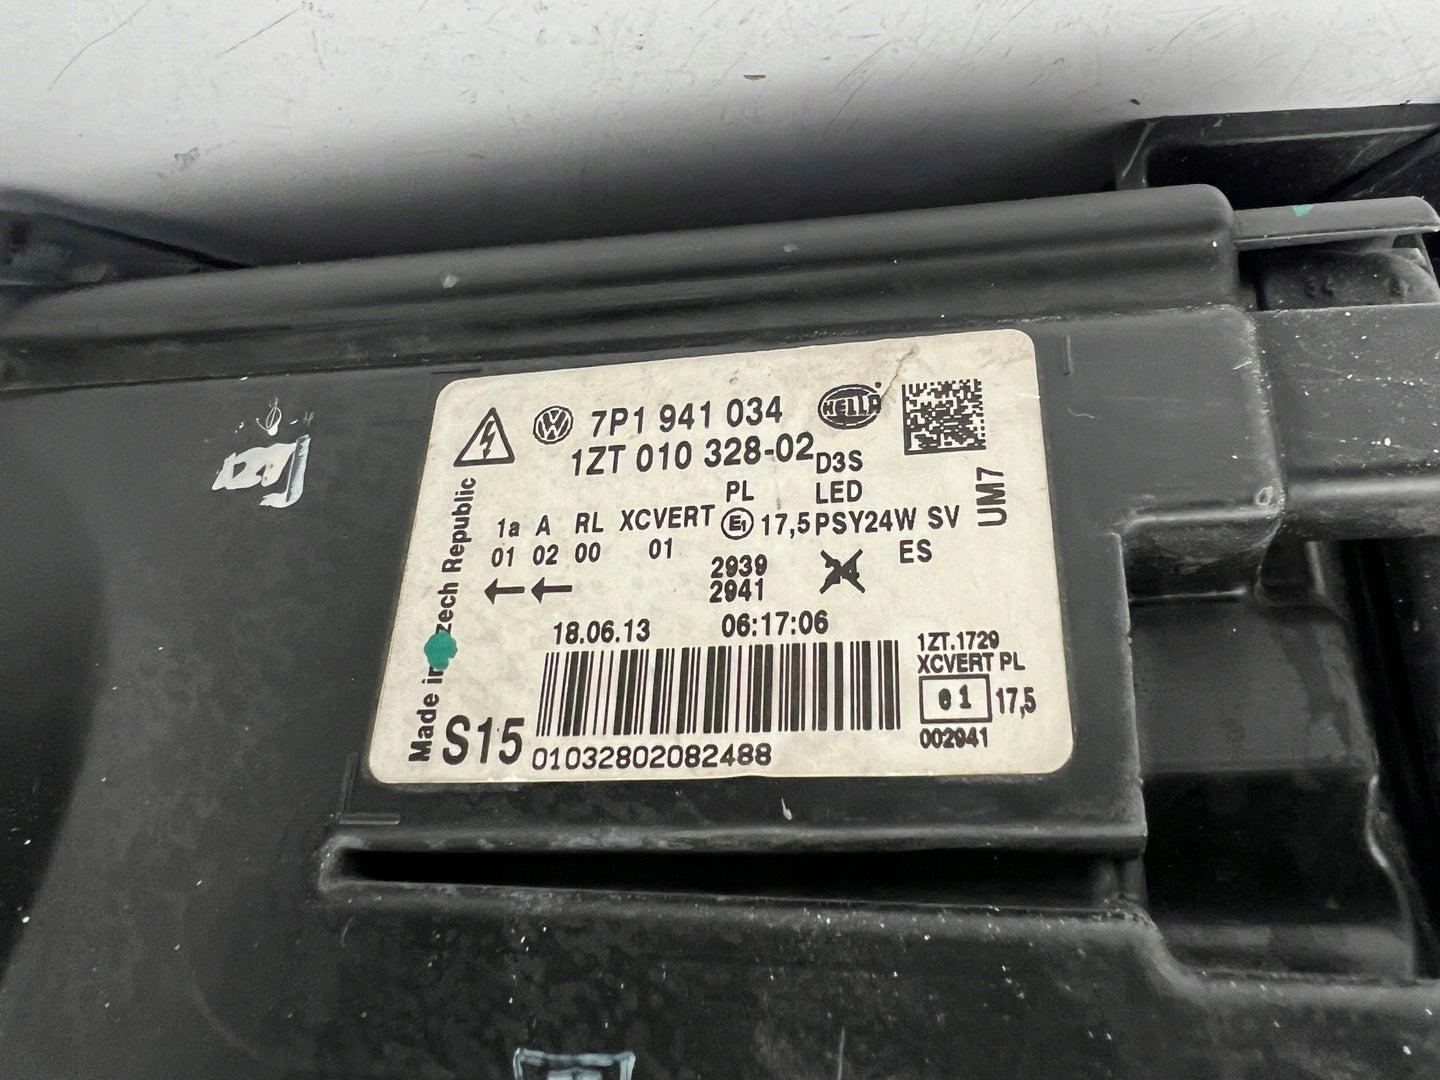 7P1 941 034
HELLA
1ZT 010 328-02 D3S
PL LED
1a A RL XCVERT E1 17,5 PSY24W SV
01 02 00 01 ES
2939
2941
UM7
18.06.13 06:17:06
1ZT.1729
XCVERT PL
e1 17,5
002941
S15
01032802082488
Made in Czech Republic